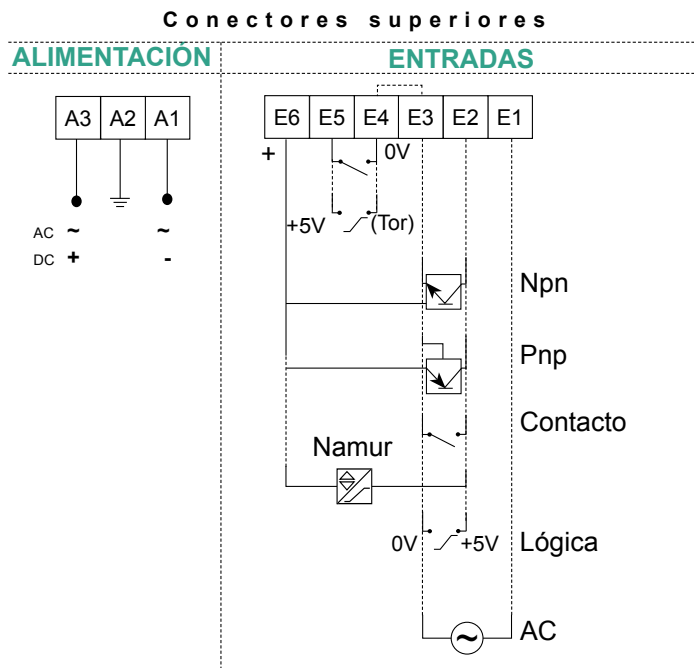 Conectores superiores
ALIMENTACIÓN
ENTRADAS
A3 A2 A1
E6 E5 E4 E3 E2 E1
+
0V
+5V (Tor)
AC ~ ~
DC + -
Npn
Pnp
Contacto
Namur
0V +5V Lógica
~ AC